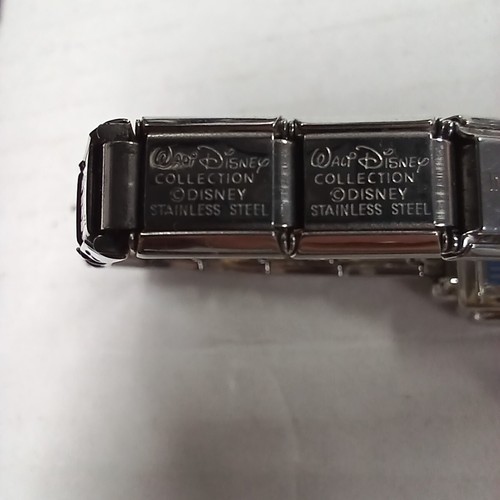 Walt Disney
COLLECTION
©DISNEY
STAINLESS STEEL
Walt Disney
COLLECTION
©DISNEY
STAINLESS STEEL